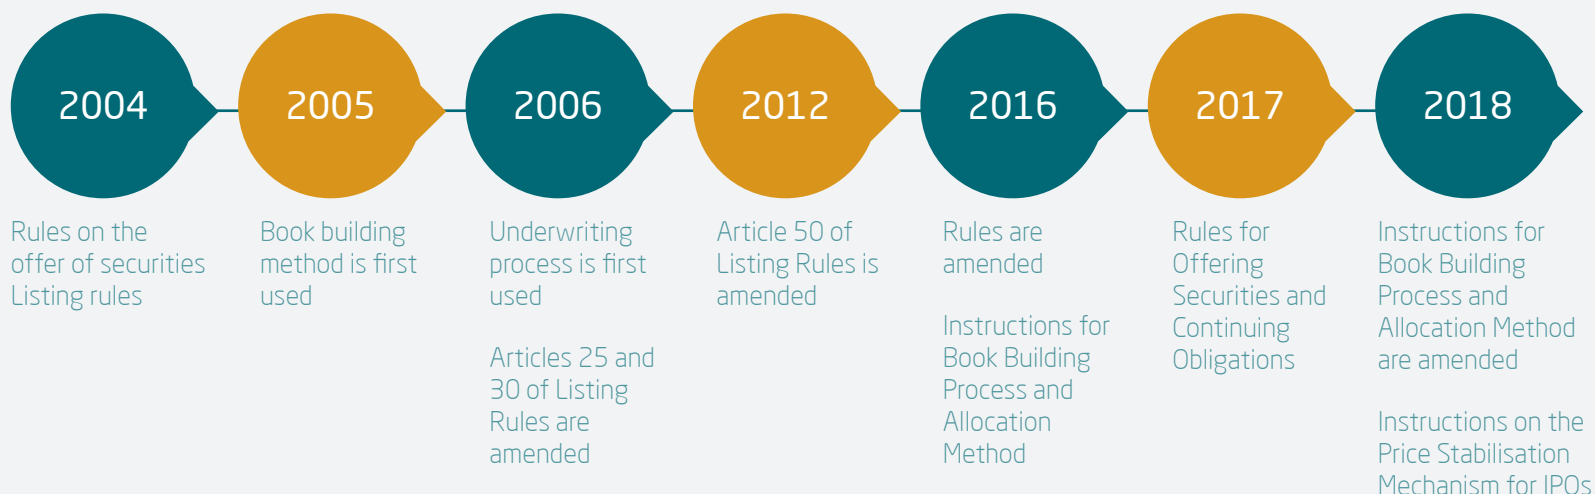 2004
2005
2006
2012
2016
2017
2018
Rules on the
offer of securities
Listing rules
Book building
method is first
used
Underwriting
process is first
used
Articles 25 and
30 of Listing
Rules are
amended
Article 50 of
Listing Rules is
amended
Rules are
amended
Instructions for
Book Building
Process and
Allocation
Method
Rules for
Offering
Securities and
Continuing
Obligations
Instructions for
Book Building
Process and
Allocation Method
are amended
Instructions on the
Price Stabilisation
Mechanism for IPOs